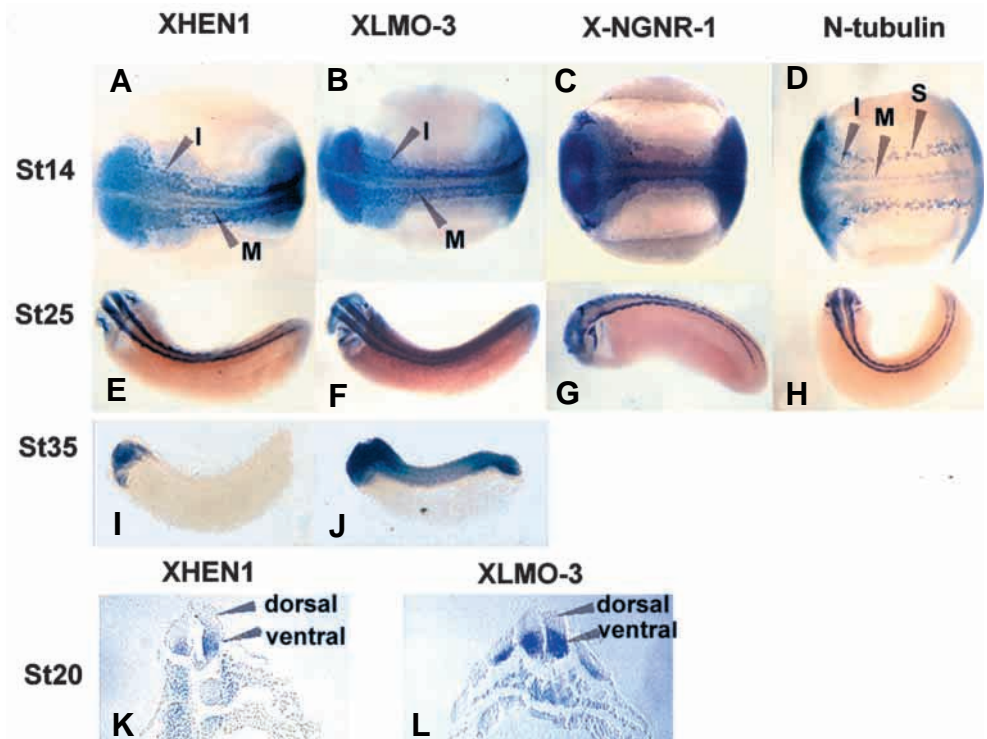 XHEN1 XLMO-3 X-NGNR-1 N-tubulin
A B C D
I I I M S
St14
M M
St25
E F G H
St35
I J
XHEN1 XLMO-3
dorsal dorsal
ventral ventral
St20
K L